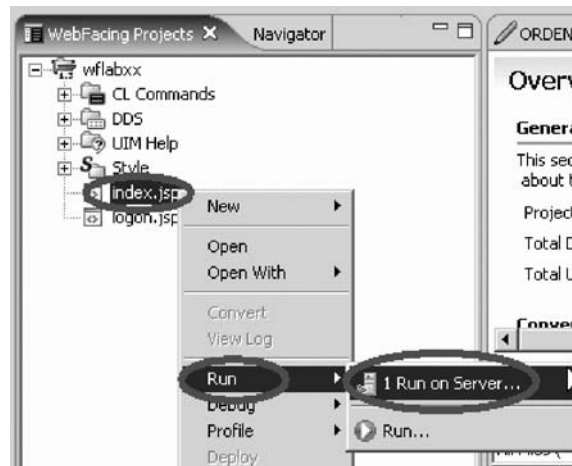 WebFacing Projects
Navigator
wflabxx
CL Commands
DDS
UIM Help
Style
index.jsp
logon.jsp
New
Open
Open With
Convert
View Log
Run
Debug
Profile
Deploy
1 Run on Server...
Run...
ORDEN
Overv
Genera
This sec
about t
Project
Total D
Total U
Conver